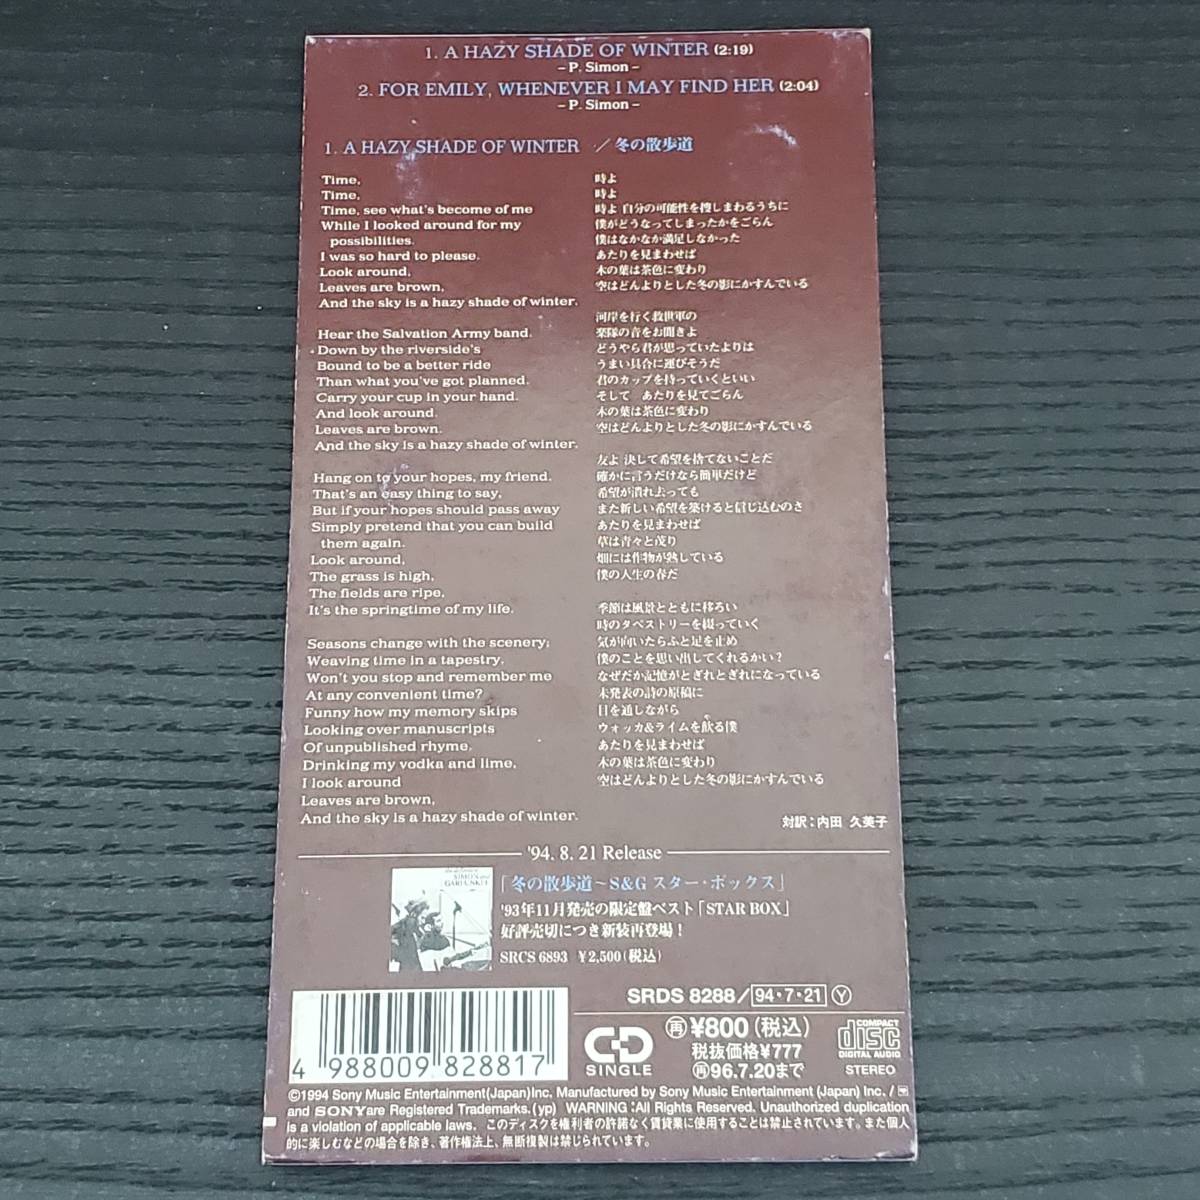 1. A HAZY SHADE OF WINTER (2:19)
– P. Simon –
2. FOR EMILY, WHENEVER I MAY FIND HER (2:04)
– P. Simon –
1. A HAZY SHADE OF WINTER ／冬の散歩道
Time,
Time,
Time, see what's become of me
While I looked around for my
possibilities.
I was so hard to please.
Look around,
Leaves are brown,
And the sky is a hazy shade of winter.
Hear the Salvation Army band.
Down by the riverside's
Bound to be a better ride
Than what you've got planned.
Carry your cup in your hand.
And look around.
Leaves are brown.
And the sky is a hazy shade of winter.
Hang on to your hopes, my friend.
That's an easy thing to say,
But if your hopes should pass away
Simply pretend that you can build
them again.
Look around,
The grass is high,
The fields are ripe,
It's the springtime of my life.
Seasons change with the scenery;
Weaving time in a tapestry.
Won't you stop and remember me
At any convenient time?
Funny how my memory skips
Looking over manuscripts
Of unpublished rhyme.
Drinking my vodka and lime,
I look around
Leaves are brown,
And the sky is a hazy shade of winter.
時よ
時よ
時よ 自分の可能性を捜しまわるうちに
僕がどうなってしまったかをごらん
僕はなかなか満足しなかった
あたりを見まわせば
木の葉は茶色に変わり
空はどんよりとした冬の影にかすんでいる
河岸を行く救世軍の
楽隊の音をお聞きよ
どうやら君が思っていたよりは
うまい具合に運びそうだ
君のカップを持っていくといい
そして あたりを見てごらん
木の葉は茶色に変わり
空はどんよりとした冬の影にかすんでいる
友よ 決して希望を捨てないことだ
確かに言うだけなら簡単だけど
希望が潰れ去っても
また新しい希望を築けると信じ込むのさ
あたりを見まわせば
草は青々と茂り
畑には作物が熟している
僕の人生の春だ
季節は風景とともに移ろい
時のタペストリーを綴っていく
気が向いたらふと足を止め
僕のことを思い出してくれるかい？
なぜだか記憶がとぎれとぎれになっている
未発表の詩の原稿に
目を通しながら
ウォッカ&ライムを飲る僕
あたりを見まわせば
木の葉は茶色に変わり
空はどんよりとした冬の影にかすんでいる
対訳：内田 久美子
'94. 8. 21 Release
SIMON and
GARFUNKEL
「冬の散歩道～S&G スター・ボックス」
'93年11月発売の限定盤ベスト「STAR BOX」
好評売切につき新装再登場！
SRCS 6893 ¥2,500(税込)
SRDS 8288/94・7・21 Ⓨ
再¥800(税込)
税抜価格¥777
再96.7.20まで
CD
SINGLE
COMPACT
disc
DIGITAL AUDIO
STEREO
4 988009 828817
©1994 Sony Music Entertainment(Japan)Inc. Manufactured by Sony Music Entertainment (Japan) Inc. /
and SONY are Registered Trademarks.(yp) WARNING:All Rights Reserved. Unauthorized duplication
is a violation of applicable laws. このディスクを権利者の許諾なく賃貸業に使用することは禁止されています。また個人
的に楽しむなどの場合を除き、著作権法上、無断複製は禁じられています。